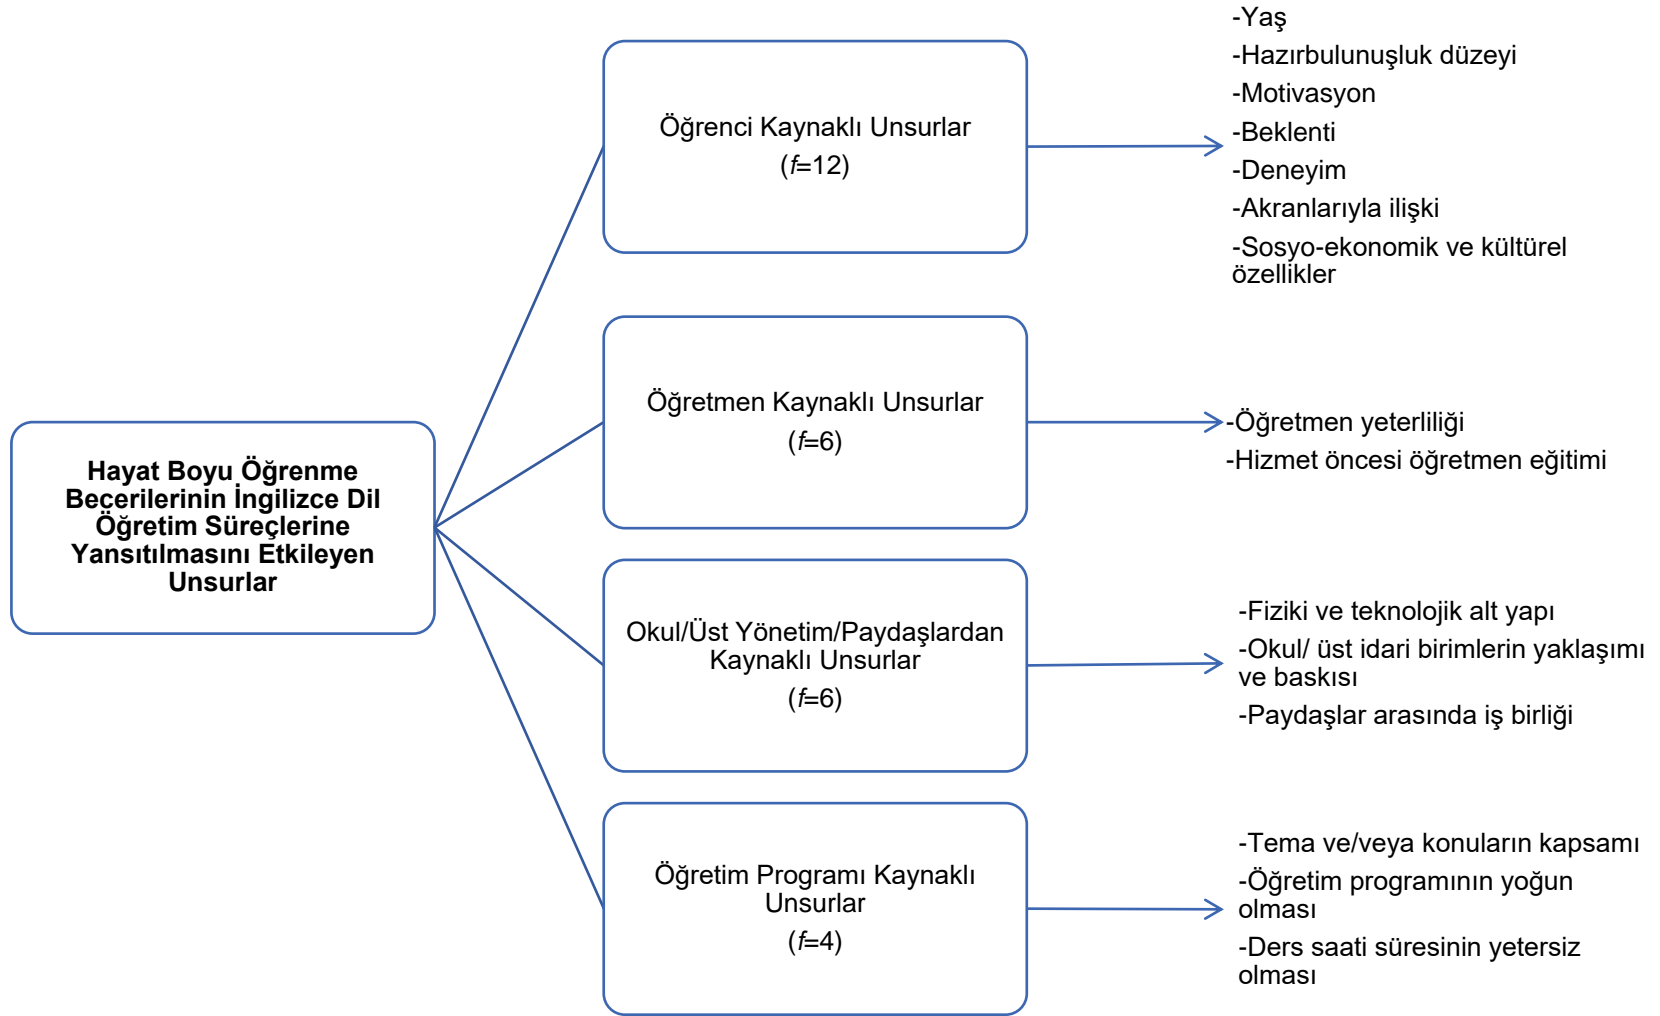 Hayat Boyu Öğrenme
Becerilerinin İngilizce Dil
Öğretim Süreçlerine
Yansıtılmasını Etkileyen
Unsurlar
Öğrenci Kaynaklı Unsurlar
(f=12)
-Yaş
-Hazırbulunuşluk düzeyi
-Motivasyon
-Beklenti
-Deneyim
-Akranlarıyla ilişki
-Sosyo-ekonomik ve kültürel
özellikler
Öğretmen Kaynaklı Unsurlar
(f=6)
-Öğretmen yeterliliği
-Hizmet öncesi öğretmen eğitimi
Okul/Üst Yönetim/Paydaşlardan
Kaynaklı Unsurlar
(f=6)
-Fiziki ve teknolojik alt yapı
-Okul/ üst idari birimlerin yaklaşımı
ve baskısı
-Paydaşlar arasında iş birliği
Öğretim Programı Kaynaklı
Unsurlar
(f=4)
-Tema ve/veya konuların kapsamı
-Öğretim programının yoğun
olması
-Ders saati süresinin yetersiz
olması